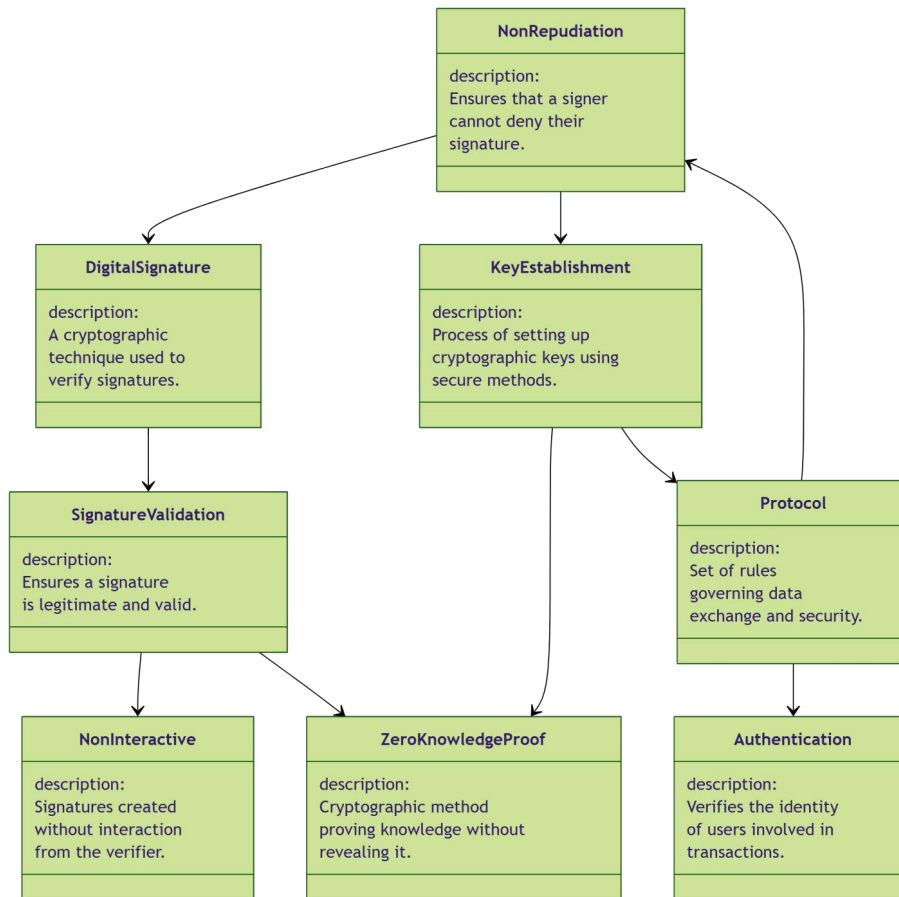 NonRepudiation
description:
Ensures that a signer
cannot deny their
signature.
DigitalSignature
description:
A cryptographic
technique used to
verify signatures.
KeyEstablishment
description:
Process of setting up
cryptographic keys using
secure methods.
SignatureValidation
description:
Ensures a signature
is legitimate and valid.
Protocol
description:
Set of rules
governing data
exchange and security.
NonInteractive
description:
Signatures created
without interaction
from the verifier.
ZeroKnowledgeProof
description:
Cryptographic method
proving knowledge without
revealing it.
Authentication
description:
Verifies the identity
of users involved in
transactions.